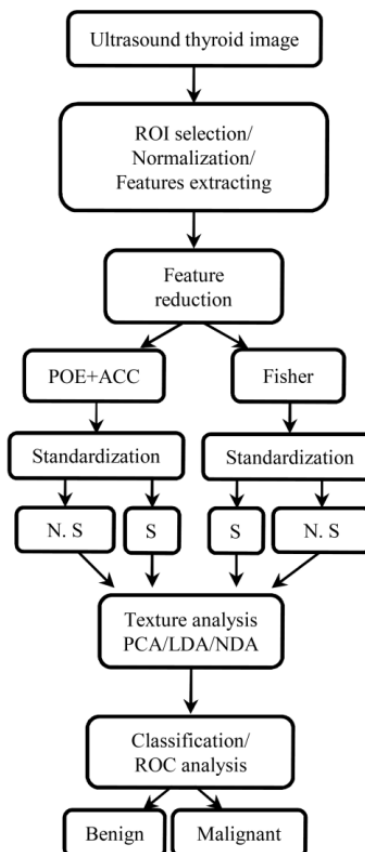 Ultrasound thyroid image
ROI selection/
Normalization/
Features extracting
Feature
reduction
POE+ACC
Fisher
Standardization
Standardization
N. S
S
S
N. S
Texture analysis
PCA/LDA/NDA
Classification/
ROC analysis
Benign
Malignant